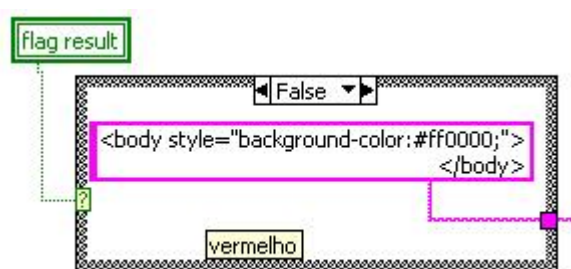 flag result
False
<body style="background-color:#ff0000;">
</body>
?
vermelho